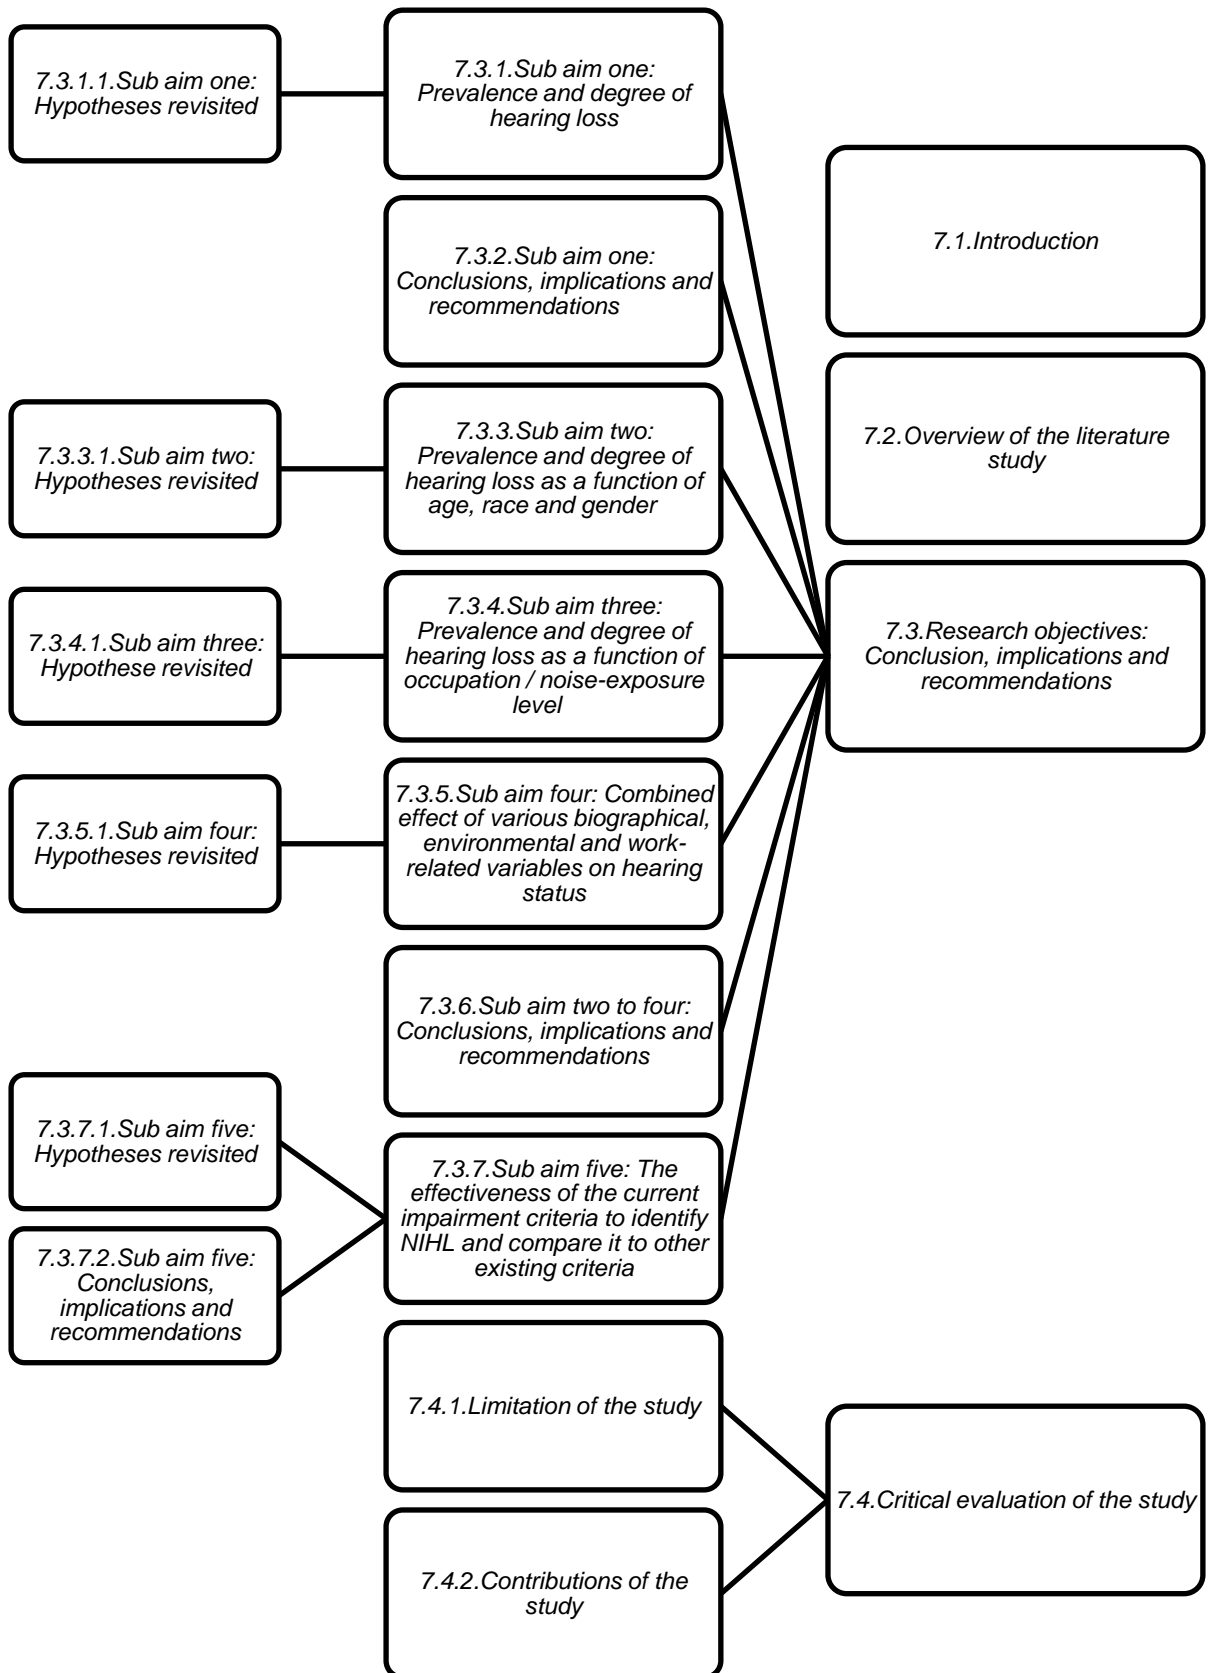 7.3.1.1.Sub aim one:
Hypotheses revisited
7.3.1.Sub aim one:
Prevalence and degree of
hearing loss
7.1.Introduction
7.3.2.Sub aim one:
Conclusions, implications and
recommendations
7.2.Overview of the literature
study
7.3.3.1.Sub aim two:
Hypotheses revisited
7.3.3.Sub aim two:
Prevalence and degree of
hearing loss as a function of
age, race and gender
7.3.Research objectives:
Conclusion, implications and
recommendations
7.3.4.1.Sub aim three:
Hypothese revisited
7.3.4.Sub aim three:
Prevalence and degree of
hearing loss as a function of
occupation / noise-exposure
level
7.3.5.1.Sub aim four:
Hypotheses revisited
7.3.5.Sub aim four: Combined
effect of various biographical,
environmental and work-
related variables on hearing
status
7.3.6.Sub aim two to four:
Conclusions, implications and
recommendations
7.3.7.1.Sub aim five:
Hypotheses revisited
7.3.7.Sub aim five: The
effectiveness of the current
impairment criteria to identify
NIHL and compare it to other
existing criteria
7.3.7.2.Sub aim five:
Conclusions,
implications and
recommendations
7.4.1.Limitation of the study
7.4.Critical evaluation of the study
7.4.2.Contributions of the
study